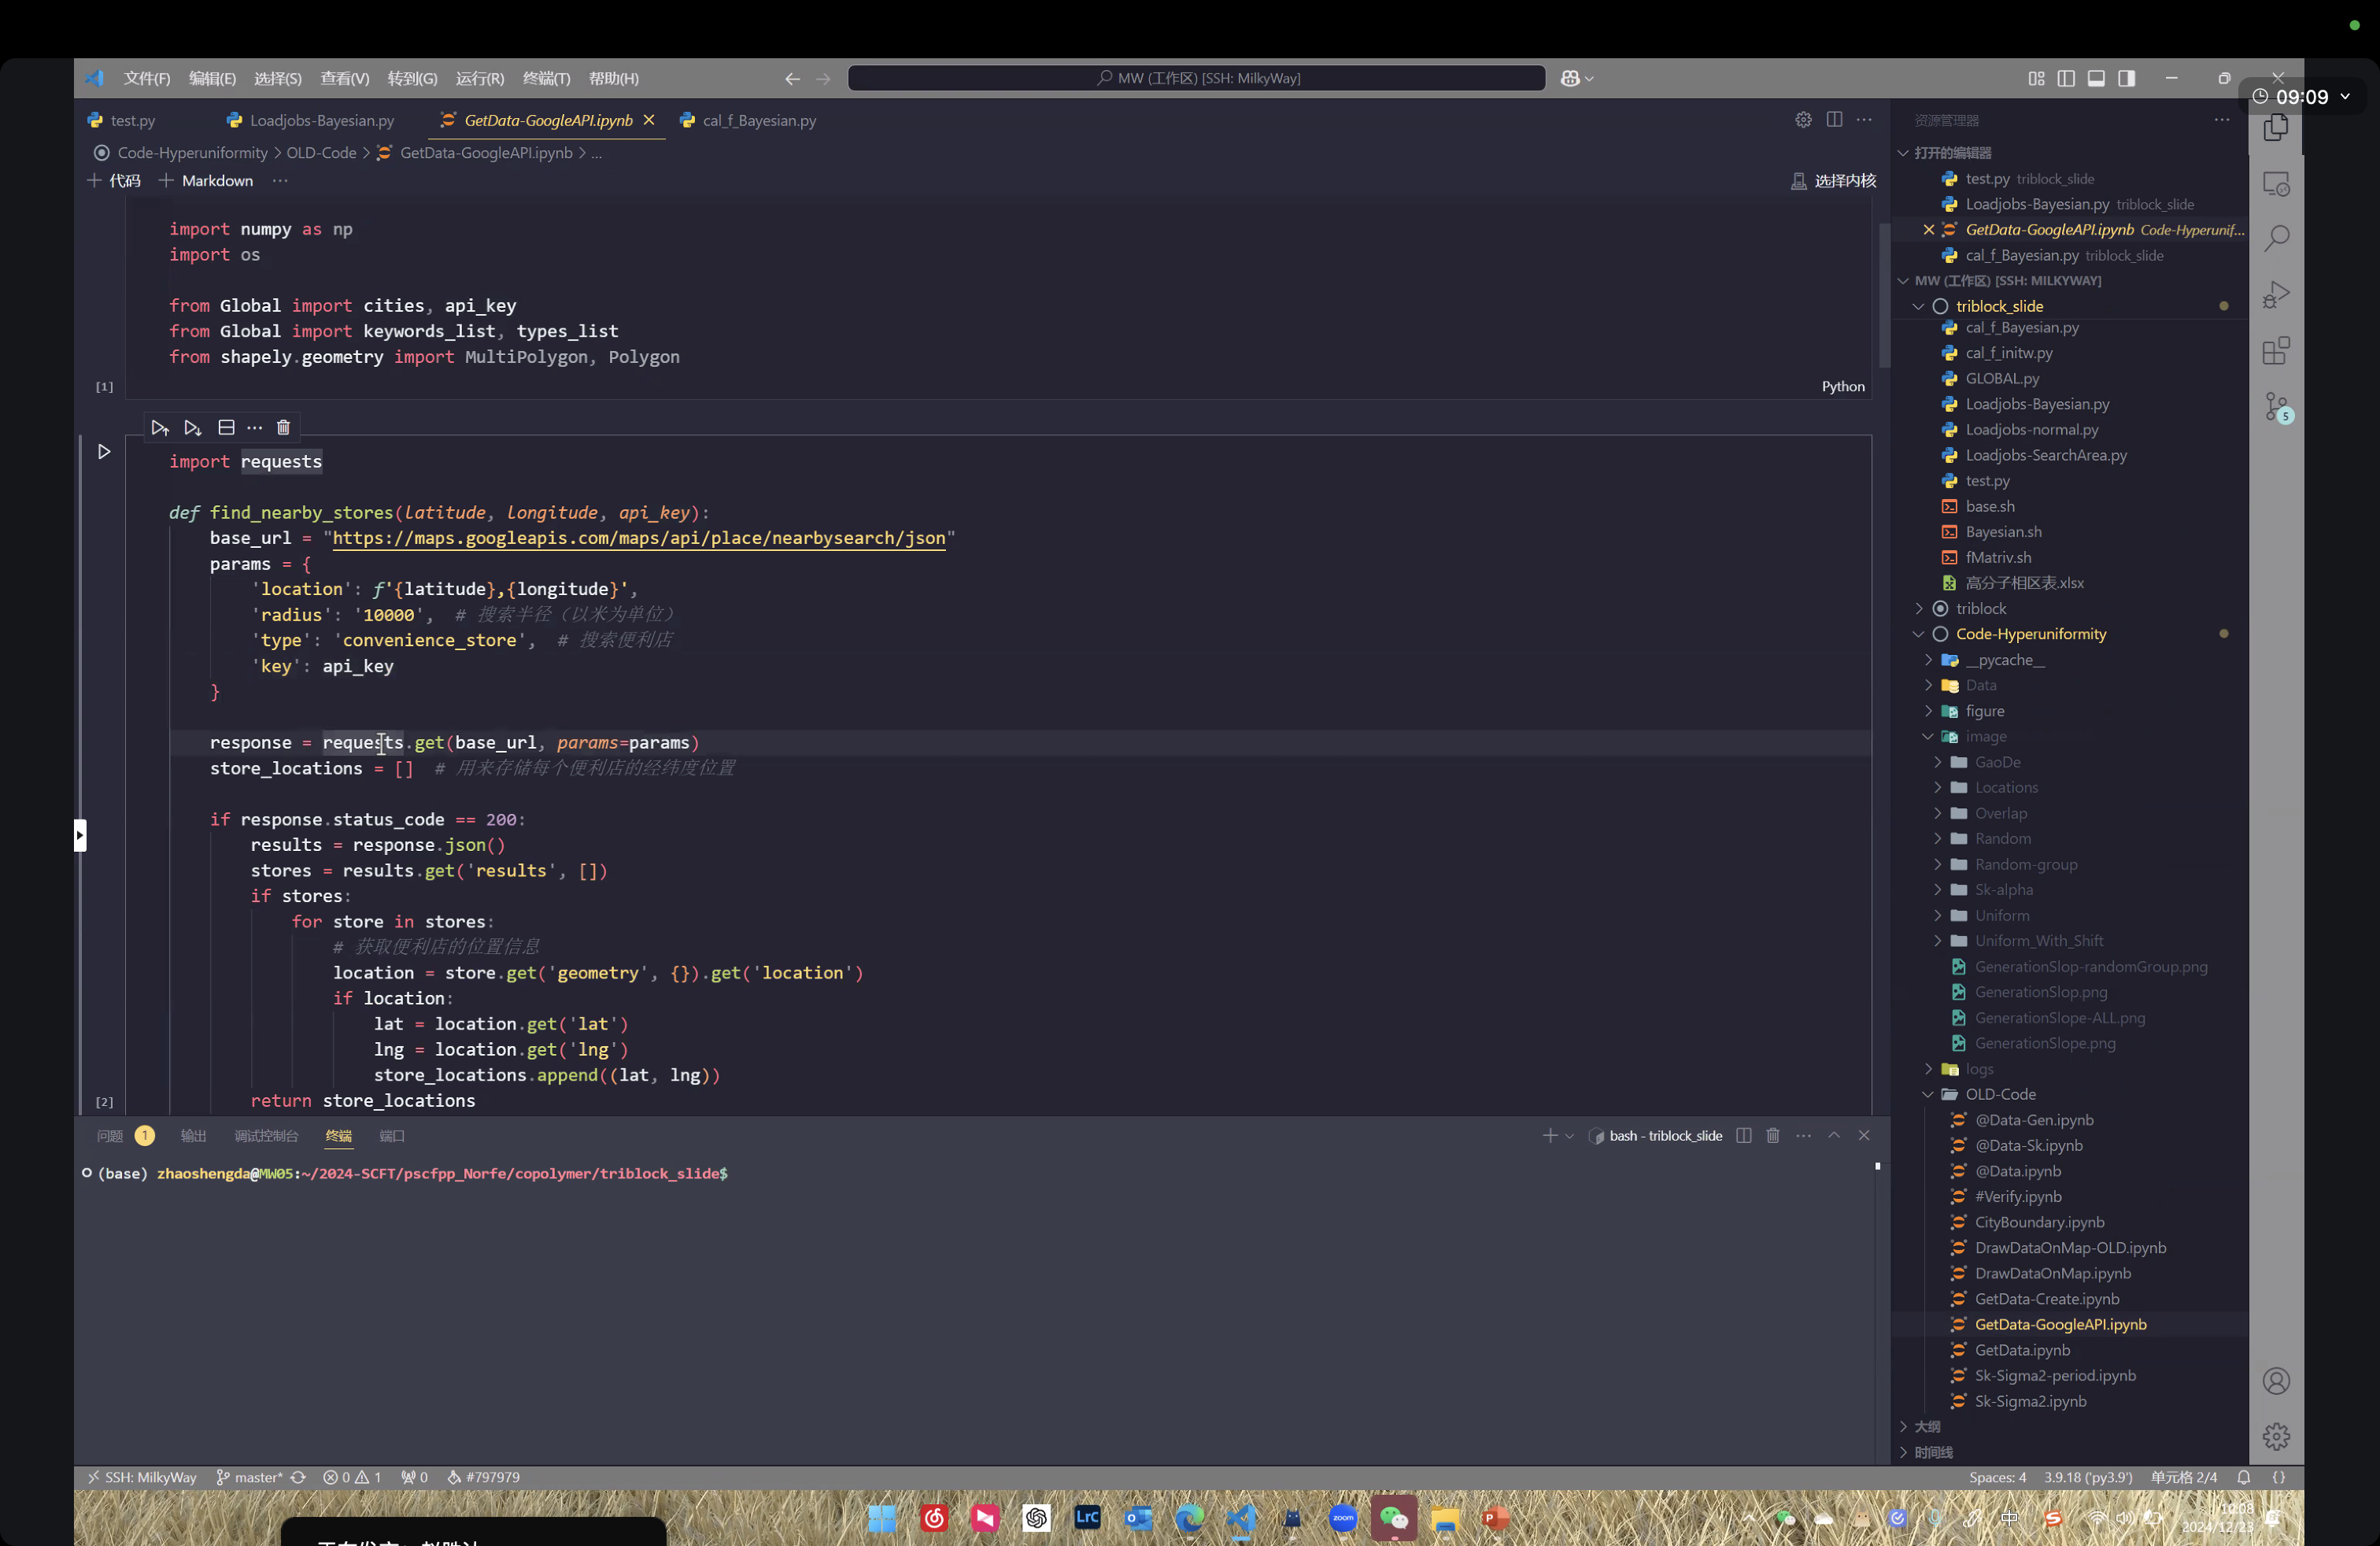 文件(F) 编辑(E) 选择(S) 查看(V) 转到(G) 运行(R) 终端(T) 帮助(H)
MW (工作区) [SSH: MilkyWay]
09:09
test.py Loadjobs-Bayesian.py GetData-GoogleAPI.ipynb cal_f_Bayesian.py
Code-Hyperuniformity > OLD-Code > GetData-GoogleAPI.ipynb > ...
+ 代码 + Markdown ...
选择内核
import numpy as np
import os
from Global import cities, api_key
from Global import keywords_list, types_list
from shapely.geometry import MultiPolygon, Polygon
[1]
Python
import requests
def find_nearby_stores(latitude, longitude, api_key):
base_url = "https://maps.googleapis.com/maps/api/place/nearbysearch/json"
params = {
'location': f'{latitude},{longitude}',
'radius': '10000', # 搜索半径（以米为单位）
'type': 'convenience_store', # 搜索便利店
'key': api_key
}
response = requests.get(base_url, params=params)
store_locations = [] # 用来存储每个便利店的经纬度位置
if response.status_code == 200:
results = response.json()
stores = results.get('results', [])
if stores:
for store in stores:
# 获取便利店的位置信息
location = store.get('geometry', {}).get('location')
if location:
lat = location.get('lat')
lng = location.get('lng')
store_locations.append((lat, lng))
return store_locations
[2]
问题 1 输出 调试控制台 终端 端口
bash - triblock_slide
(base) zhaoshengda@MW05:~/2024-SCFT/pscfpp_Norfe/copolymer/triblock_slide$
资源管理器
打开的编辑器
test.py triblock_slide
Loadjobs-Bayesian.py triblock_slide
GetData-GoogleAPI.ipynb Code-Hyperunif...
cal_f_Bayesian.py triblock_slide
MW (工作区) [SSH: MILKYWAY]
triblock_slide
cal_f_Bayesian.py
cal_f_initw.py
GLOBAL.py
Loadjobs-Bayesian.py
Loadjobs-normal.py
Loadjobs-SearchArea.py
test.py
base.sh
Bayesian.sh
fMatriv.sh
高分子相区表.xlsx
triblock
Code-Hyperuniformity
__pycache__
Data
figure
image
GaoDe
Locations
Overlap
Random
Random-group
Sk-alpha
Uniform
Uniform_With_Shift
GenerationSlop-randomGroup.png
GenerationSlop.png
GenerationSlope-ALL.png
GenerationSlope.png
logs
OLD-Code
@Data-Gen.ipynb
@Data-Sk.ipynb
@Data.ipynb
#Verify.ipynb
CityBoundary.ipynb
DrawDataOnMap-OLD.ipynb
DrawDataOnMap.ipynb
GetData-Create.ipynb
GetData-GoogleAPI.ipynb
GetData.ipynb
Sk-Sigma2-period.ipynb
Sk-Sigma2.ipynb
大纲
时间线
5
SSH: MilkyWay master* 0 1 0 #797979
Spaces: 4 3.9.18 ('py3.9') 单元格 2/4 {}
Lrc zoom 中
2024/12/23